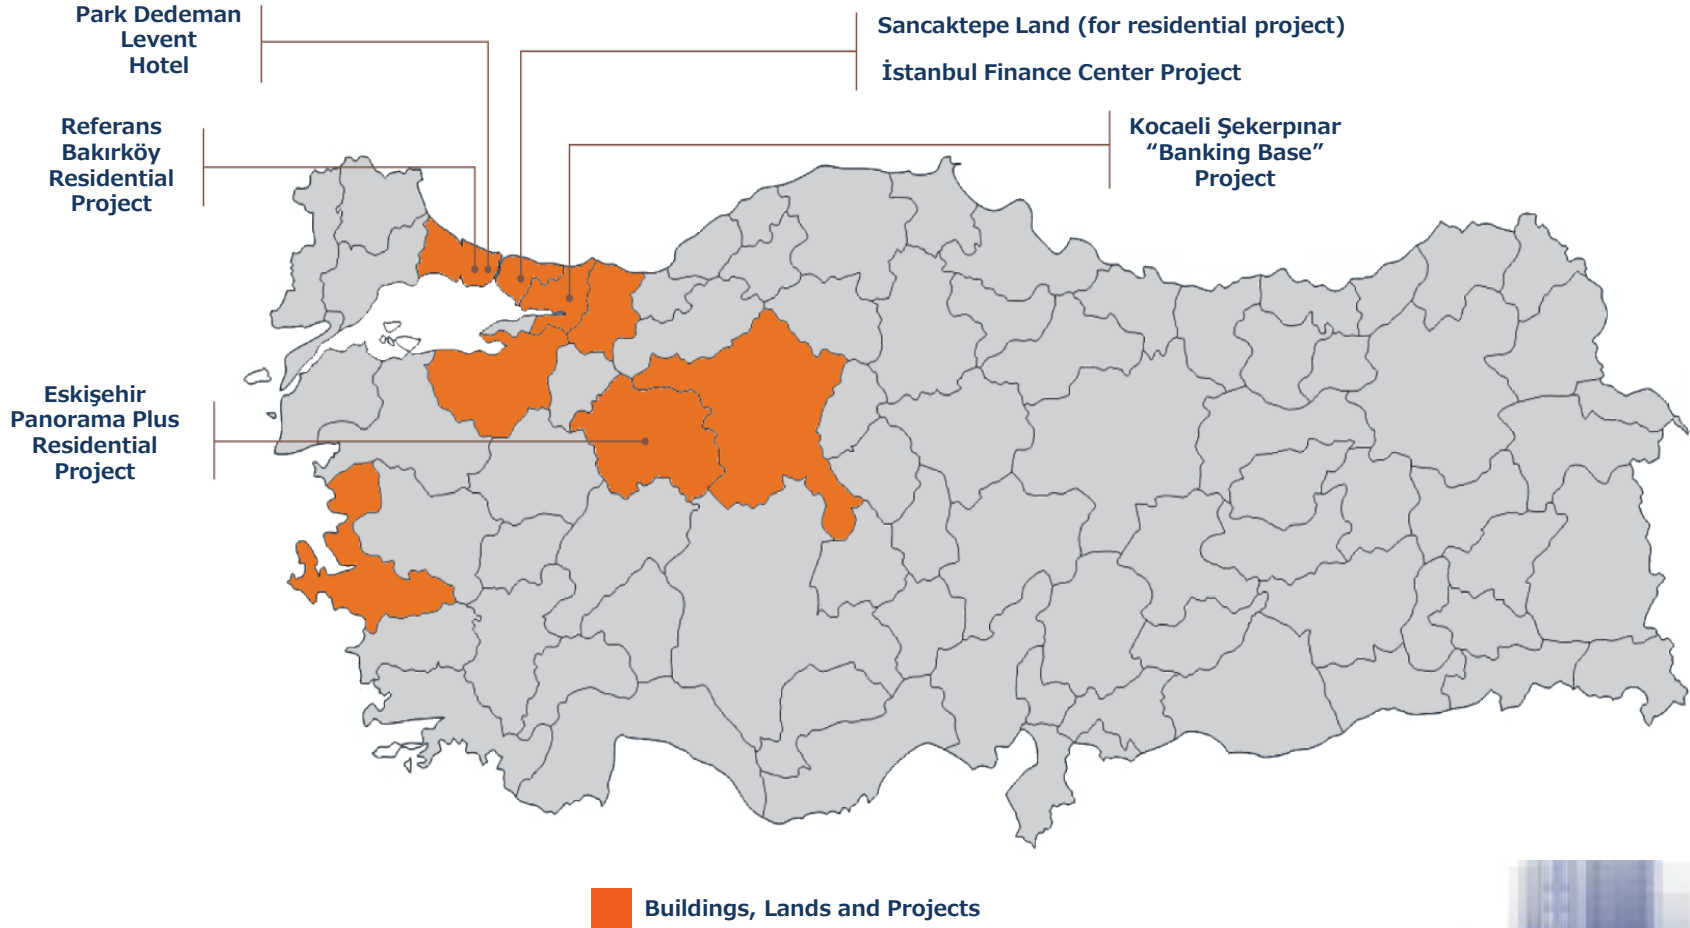 Park Dedeman
Levent
Hotel
Sancaktepe Land (for residential project)
İstanbul Finance Center Project
Referans
Bakırköy
Residential
Project
Kocaeli Şekerpınar
“Banking Base”
Project
Eskişehir
Panorama Plus
Residential
Project
Buildings, Lands and Projects